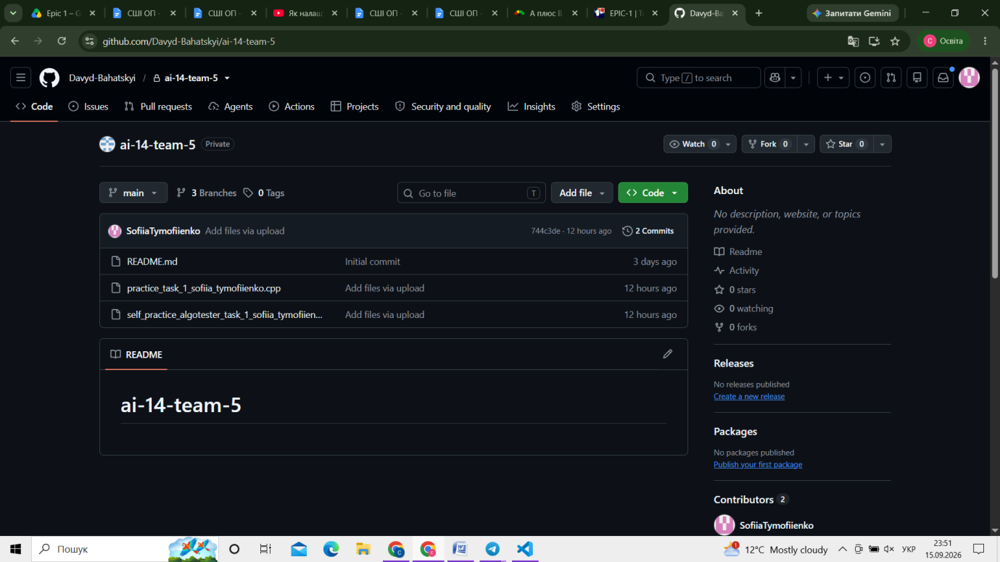 Epic 1 – G
СШІ ОП -
СШІ ОП -
Як налаш
СШІ ОП -
СШІ ОП -
А плюс В
EPIC-1 | T
Davyd-Ba
Запитати Gemini
github.com/Davyd-Bahatskyi/ai-14-team-5
С Освіта
Davyd-Bahatskyi / ai-14-team-5
Type / to search
Code Issues Pull requests Agents Actions Projects Security and quality Insights Settings
ai-14-team-5 Private
Watch 0 Fork 0 Star 0
main 3 Branches 0 Tags
Go to file T Add file Code
SofiiaTymofiienko Add files via upload 744c3de · 12 hours ago 2 Commits
README.md Initial commit 3 days ago
practice_task_1_sofiia_tymofiienko.cpp Add files via upload 12 hours ago
self_practice_algotester_task_1_sofiia_tymofiien... Add files via upload 12 hours ago
README
ai-14-team-5
About
No description, website, or topics
provided.
Readme
Activity
0 stars
0 watching
0 forks
Releases
No releases published
Create a new release
Packages
No packages published
Publish your first package
Contributors 2
SofiiaTymofiienko
Пошук
1 12°C Mostly cloudy УКР 23:51
15.09.2026